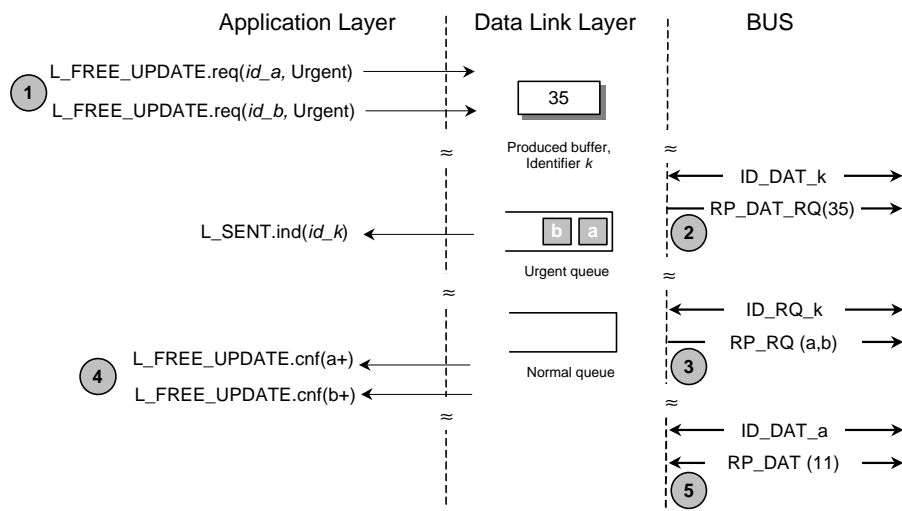 Application Layer Data Link Layer BUS
L_FREE_UPDATE.req(id_a, Urgent)
1
L_FREE_UPDATE.req(id_b, Urgent)
35
Produced buffer,
Identifier k
≈ ≈
ID_DAT_k
RP_DAT_RQ(35)
2
L_SENT.ind(id_k)
b a
Urgent queue
≈ ≈
ID_RQ_k
RP_RQ (a,b)
3
L_FREE_UPDATE.cnf(a+)
4
L_FREE_UPDATE.cnf(b+)
Normal queue
≈ ≈
ID_DAT_a
RP_DAT (11)
5